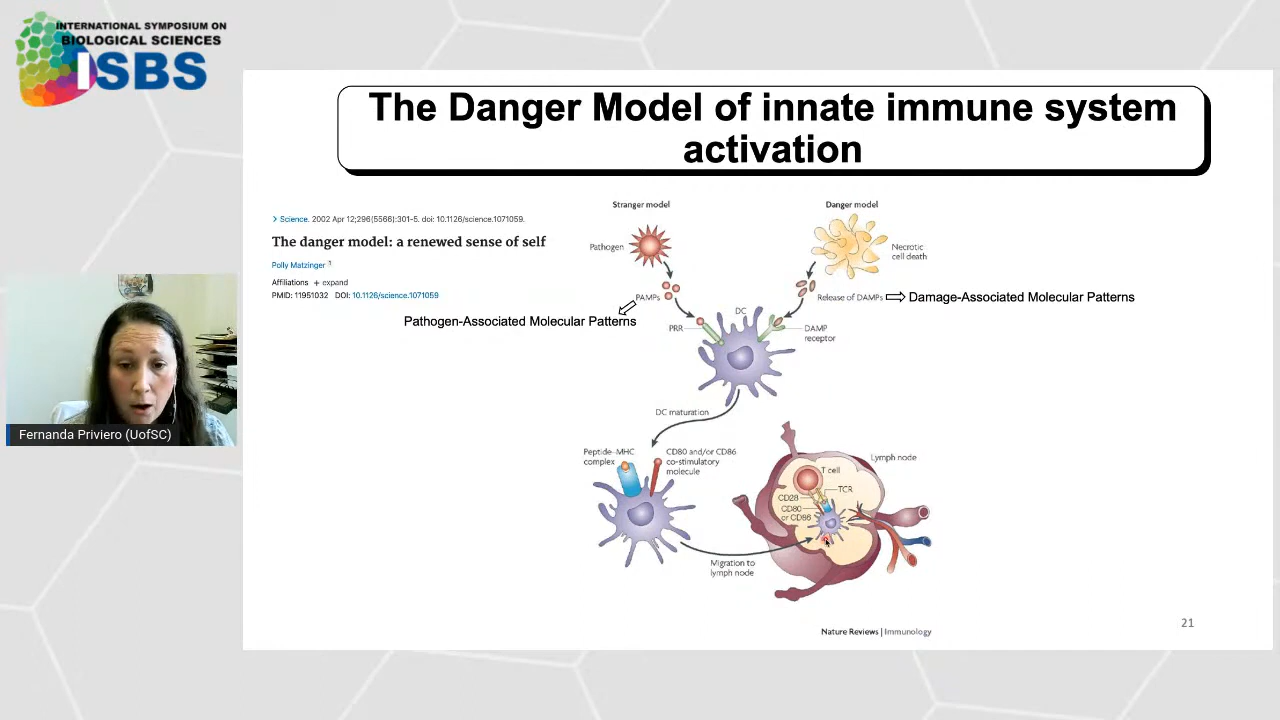 INTERNATIONAL SYMPOSIUM ON
BIOLOGICAL SCIENCES
ISBS
The Danger Model of innate immune system
activation
> Science. 2002 Apr 12;296(5566):301-5. doi: 10.1126/science.1071059.
The danger model: a renewed sense of self
Polly Matzinger 1
Affiliations + expand
PMID: 11951032 DOI: 10.1126/science.1071059
Stranger model
Danger model
Pathogen
Necrotic
cell death
PAMPs
Release of DAMPs
Damage-Associated Molecular Patterns
Pathogen-Associated Molecular Patterns
DC
PRR
DAMP
receptor
DC maturation
Peptide–MHC
complex
CD80 and/or CD86
co-stimulatory
molecule
Lymph node
T cell
TCR
CD28
CD80
or CD86
Migration to
lymph node
Nature Reviews | Immunology
21
Fernanda Priviero (UofSC)